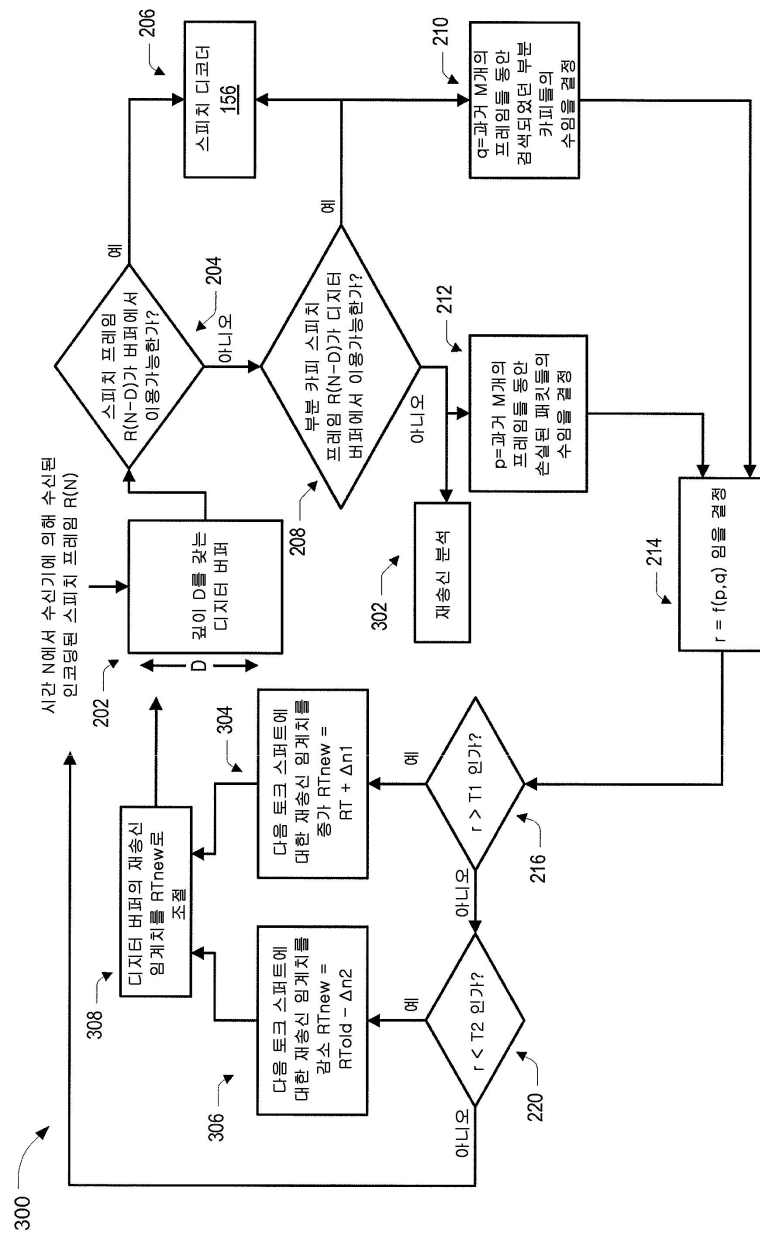 300
시간 N에서 수신기에 의해 수신된
인코딩된 스피치 프레임 R(N)
202
D
깊이 D를 갖는
디지터 버퍼
스피치 프레임
R(N-D)가 버퍼에서
이용가능한가?
204
예
아니오
206
스피치 디코더
156
부분 카피 스피치
프레임 R(N-D)가 디지터
버퍼에서 이용가능한가?
208
예
아니오
210
q=과거 M개의
프레임들 동안
검색되었던 부분
카피들의
수임을 결정
212
p=과거 M개의
프레임들 동안
손실된 패킷들의
수임을 결정
302
재송신 분석
214
r = f(p,q) 임을 결정
r > T1 인가?
216
예
아니오
304
다음 토크 스퍼트에
대한 재송신 임계치를
증가 RTnew =
RT + Δn1
r < T2 인가?
220
예
아니오
306
다음 토크 스퍼트에
대한 재송신 임계치를
감소 RTnew =
RTold – Δn2
308
디지터 버퍼의 재송신
임계치를 RTnew로
조절